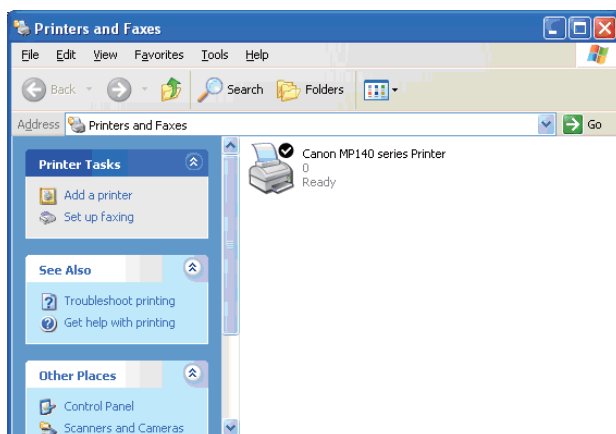 Printers and Faxes
File Edit View Favorites Tools Help
Back Search Folders
Address Printers and Faxes Go
Printer Tasks
Add a printer
Set up faxing
See Also
Troubleshoot printing
Get help with printing
Other Places
Control Panel
Scanners and Cameras
Canon MP140 series Printer
0
Ready